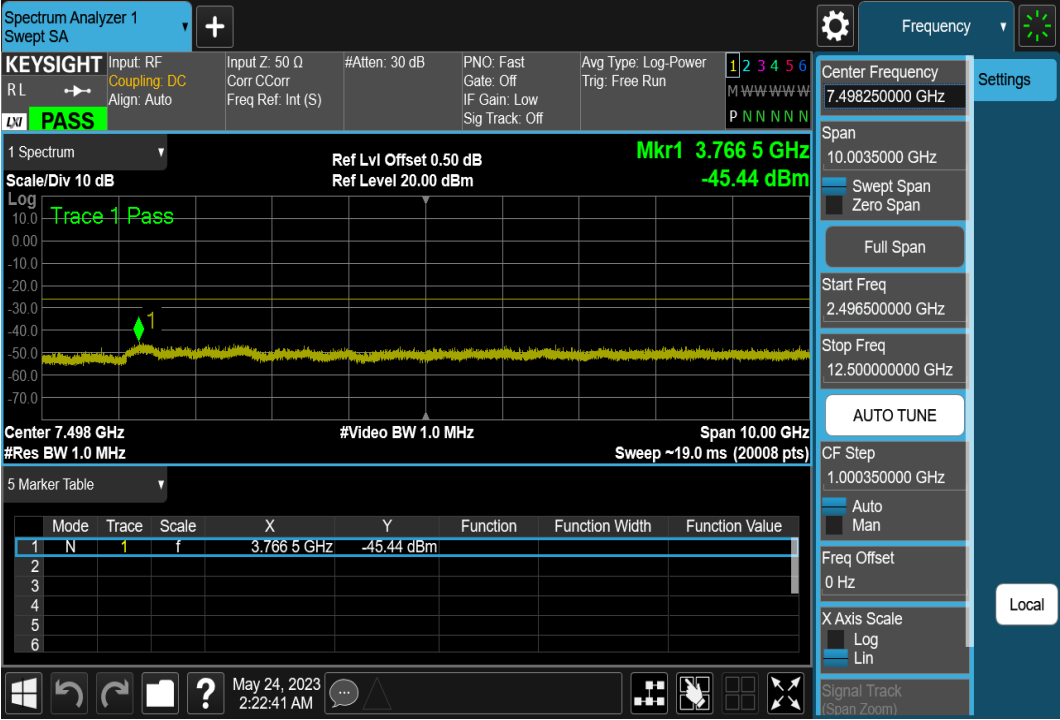 Spectrum Analyzer 1
Swept SA
+
Frequency
KEYSIGHT
RL
LXI PASS
Input: RF
Coupling: DC
Align: Auto
Input Z: 50 Ω
Corr CCorr
Freq Ref: Int (S)
#Atten: 30 dB
PNO: Fast
Gate: Off
IF Gain: Low
Sig Track: Off
Avg Type: Log-Power
Trig: Free Run
1 2 3 4 5 6
M W W W W W
P N N N N N
1 Spectrum
Scale/Div 10 dB
Ref Lvl Offset 0.50 dB
Ref Level 20.00 dBm
Mkr1 3.766 5 GHz
-45.44 dBm
Log
Trace 1 Pass
10.0
0.00
-10.0
-20.0
-30.0
-40.0
-50.0
-60.0
-70.0
1
Center 7.498 GHz
#Video BW 1.0 MHz
Span 10.00 GHz
#Res BW 1.0 MHz
Sweep ~19.0 ms (20008 pts)
5 Marker Table
Mode Trace Scale X Y Function Function Width Function Value
1 N 1 f 3.766 5 GHz -45.44 dBm
2
3
4
5
6
?
May 24, 2023
2:22:41 AM
Center Frequency
7.498250000 GHz
Span
10.0035000 GHz
Swept Span
Zero Span
Full Span
Start Freq
2.496500000 GHz
Stop Freq
12.500000000 GHz
AUTO TUNE
CF Step
1.000350000 GHz
Auto
Man
Freq Offset
0 Hz
X Axis Scale
Log
Lin
Signal Track
(Span Zoom)
Settings
Local